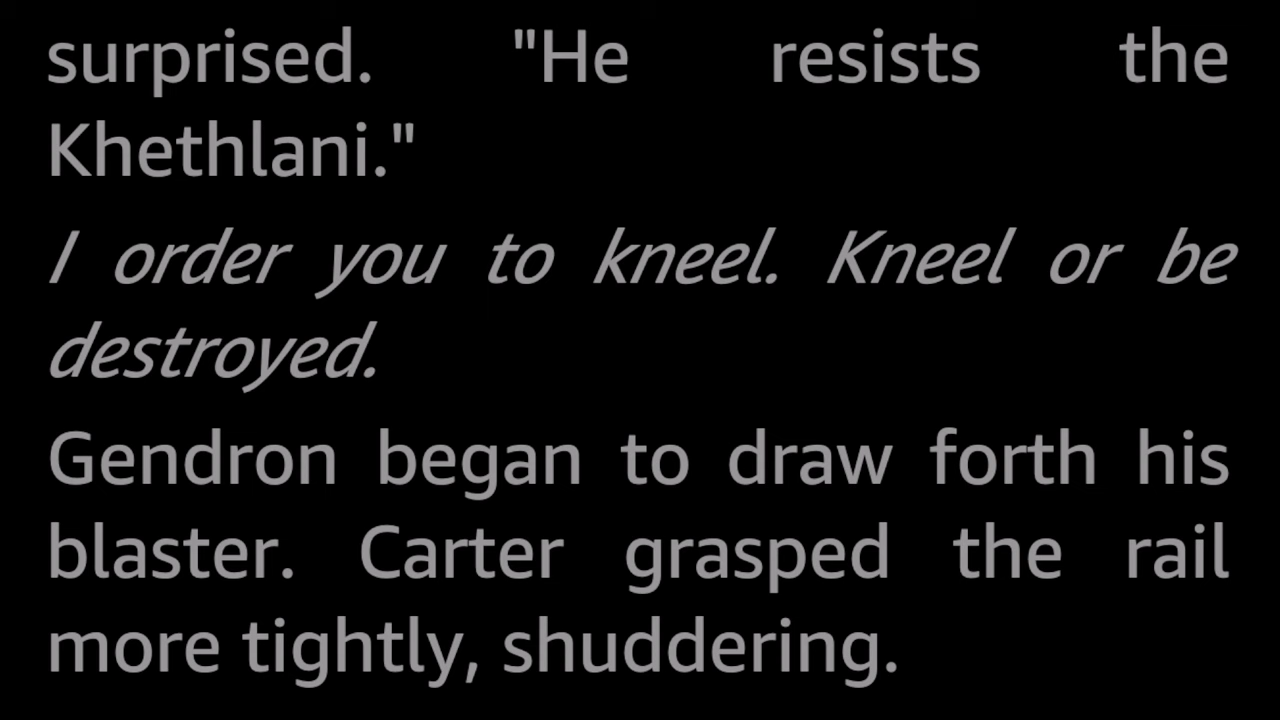 surprised. "He resists the
Khethlani."
I order you to kneel. Kneel or be
destroyed.
Gendron began to draw forth his
blaster. Carter grasped the rail
more tightly, shuddering.